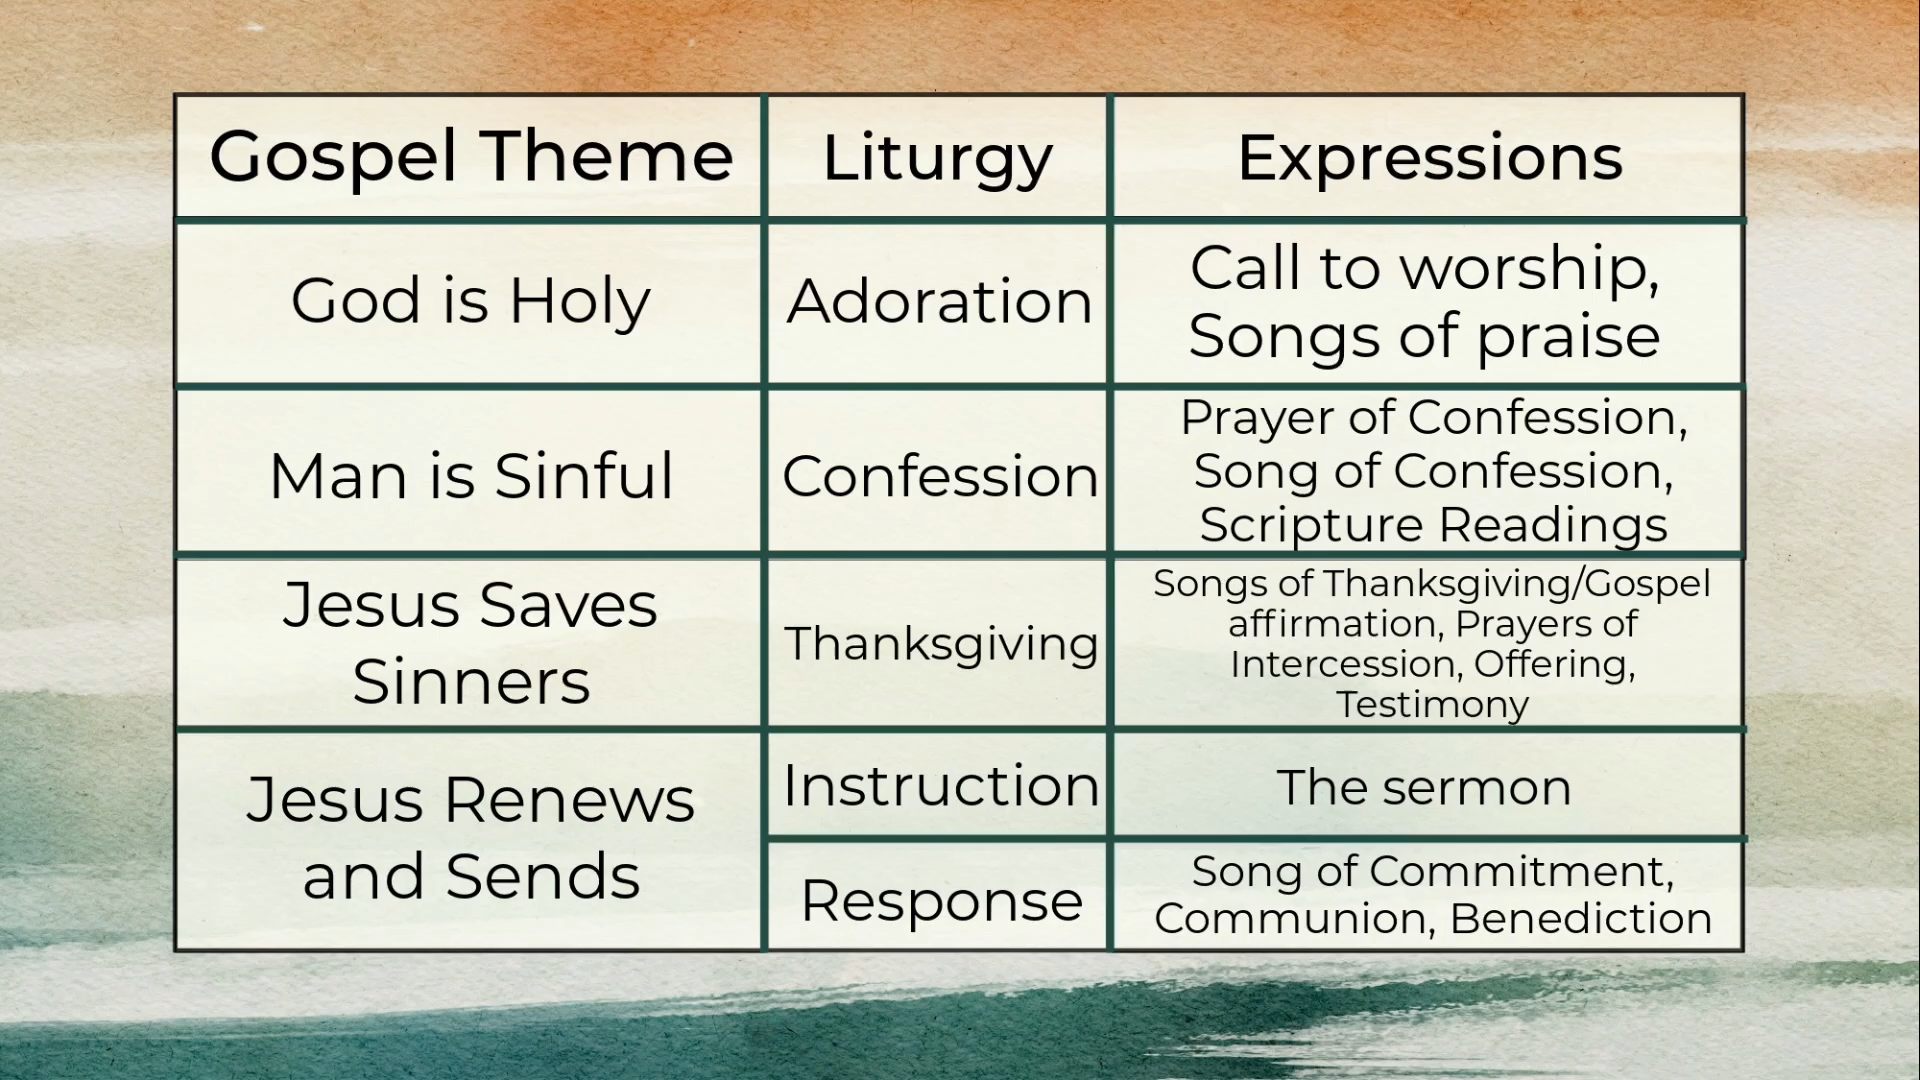 Gospel Theme
Liturgy
Expressions
God is Holy
Adoration
Call to worship,
Songs of praise
Man is Sinful
Confession
Prayer of Confession,
Song of Confession,
Scripture Readings
Jesus Saves
Sinners
Thanksgiving
Songs of Thanksgiving/Gospel
affirmation, Prayers of
Intercession, Offering,
Testimony
Jesus Renews
and Sends
Instruction
The sermon
Response
Song of Commitment,
Communion, Benediction